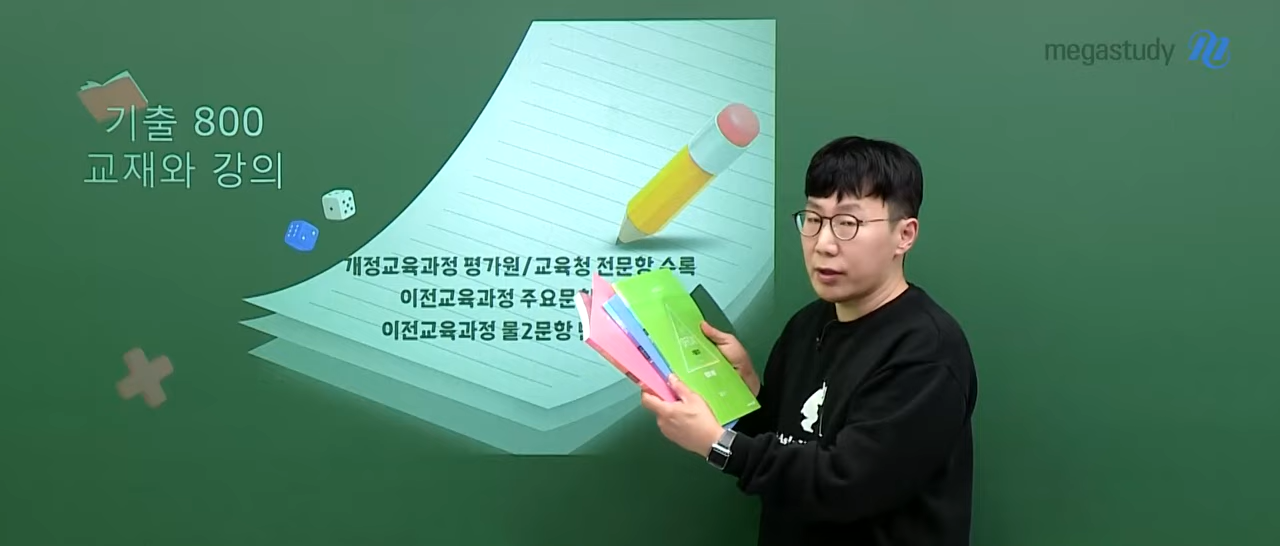 megastudy
기출 800
교재와 강의
개정교육과정 평가원/교육청 전문항 수록
이전교육과정 주요문항
이전교육과정 물2문항